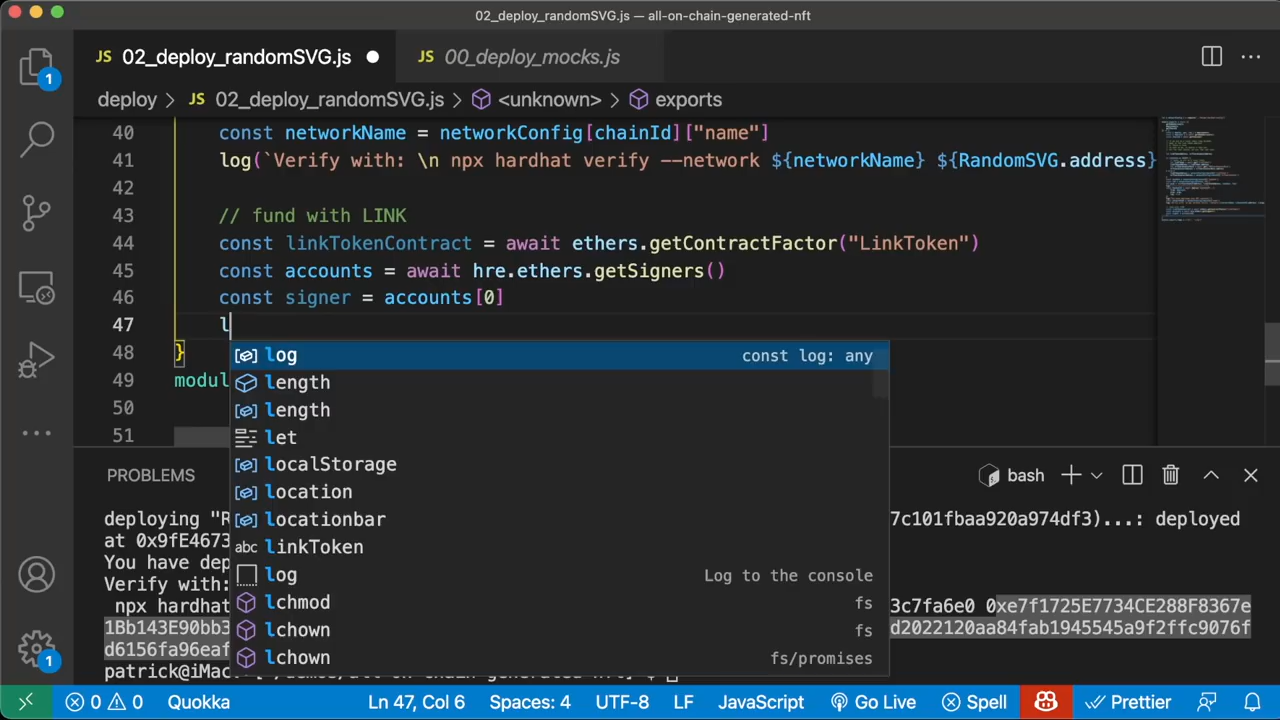 02_deploy_randomSVG.js — all-on-chain-generated-nft
JS 02_deploy_randomSVG.js ● JS 00_deploy_mocks.js
deploy > JS 02_deploy_randomSVG.js > <unknown> > exports
40 const networkName = networkConfig[chainId]["name"]
41 log(`Verify with: \n npx hardhat verify --network ${networkName} ${RandomSVG.address}
42
43 // fund with LINK
44 const linkTokenContract = await ethers.getContractFactor("LinkToken")
45 const accounts = await hre.ethers.getSigners()
46 const signer = accounts[0]
47 l
48 }
49 modul
50
51
log const log: any
length
length
let
localStorage
location
locationbar
abc linkToken
log Log to the console
lchmod fs
lchown fs
lchown fs/promises
PROBLEMS bash
deploying "R 7c101fbaa920a974df3)...: deployed
at 0x9fE4673
You have dep
Verify with:
npx hardhat 3c7fa6e0 0xe7f1725E7734CE288F8367e
1Bb143E90bb3 d2022120aa84fab1945545a9f2ffc9076f
d6156fa96eaf
1
1
0 0 Quokka Ln 47, Col 6 Spaces: 4 UTF-8 LF JavaScript Go Live Spell Prettier